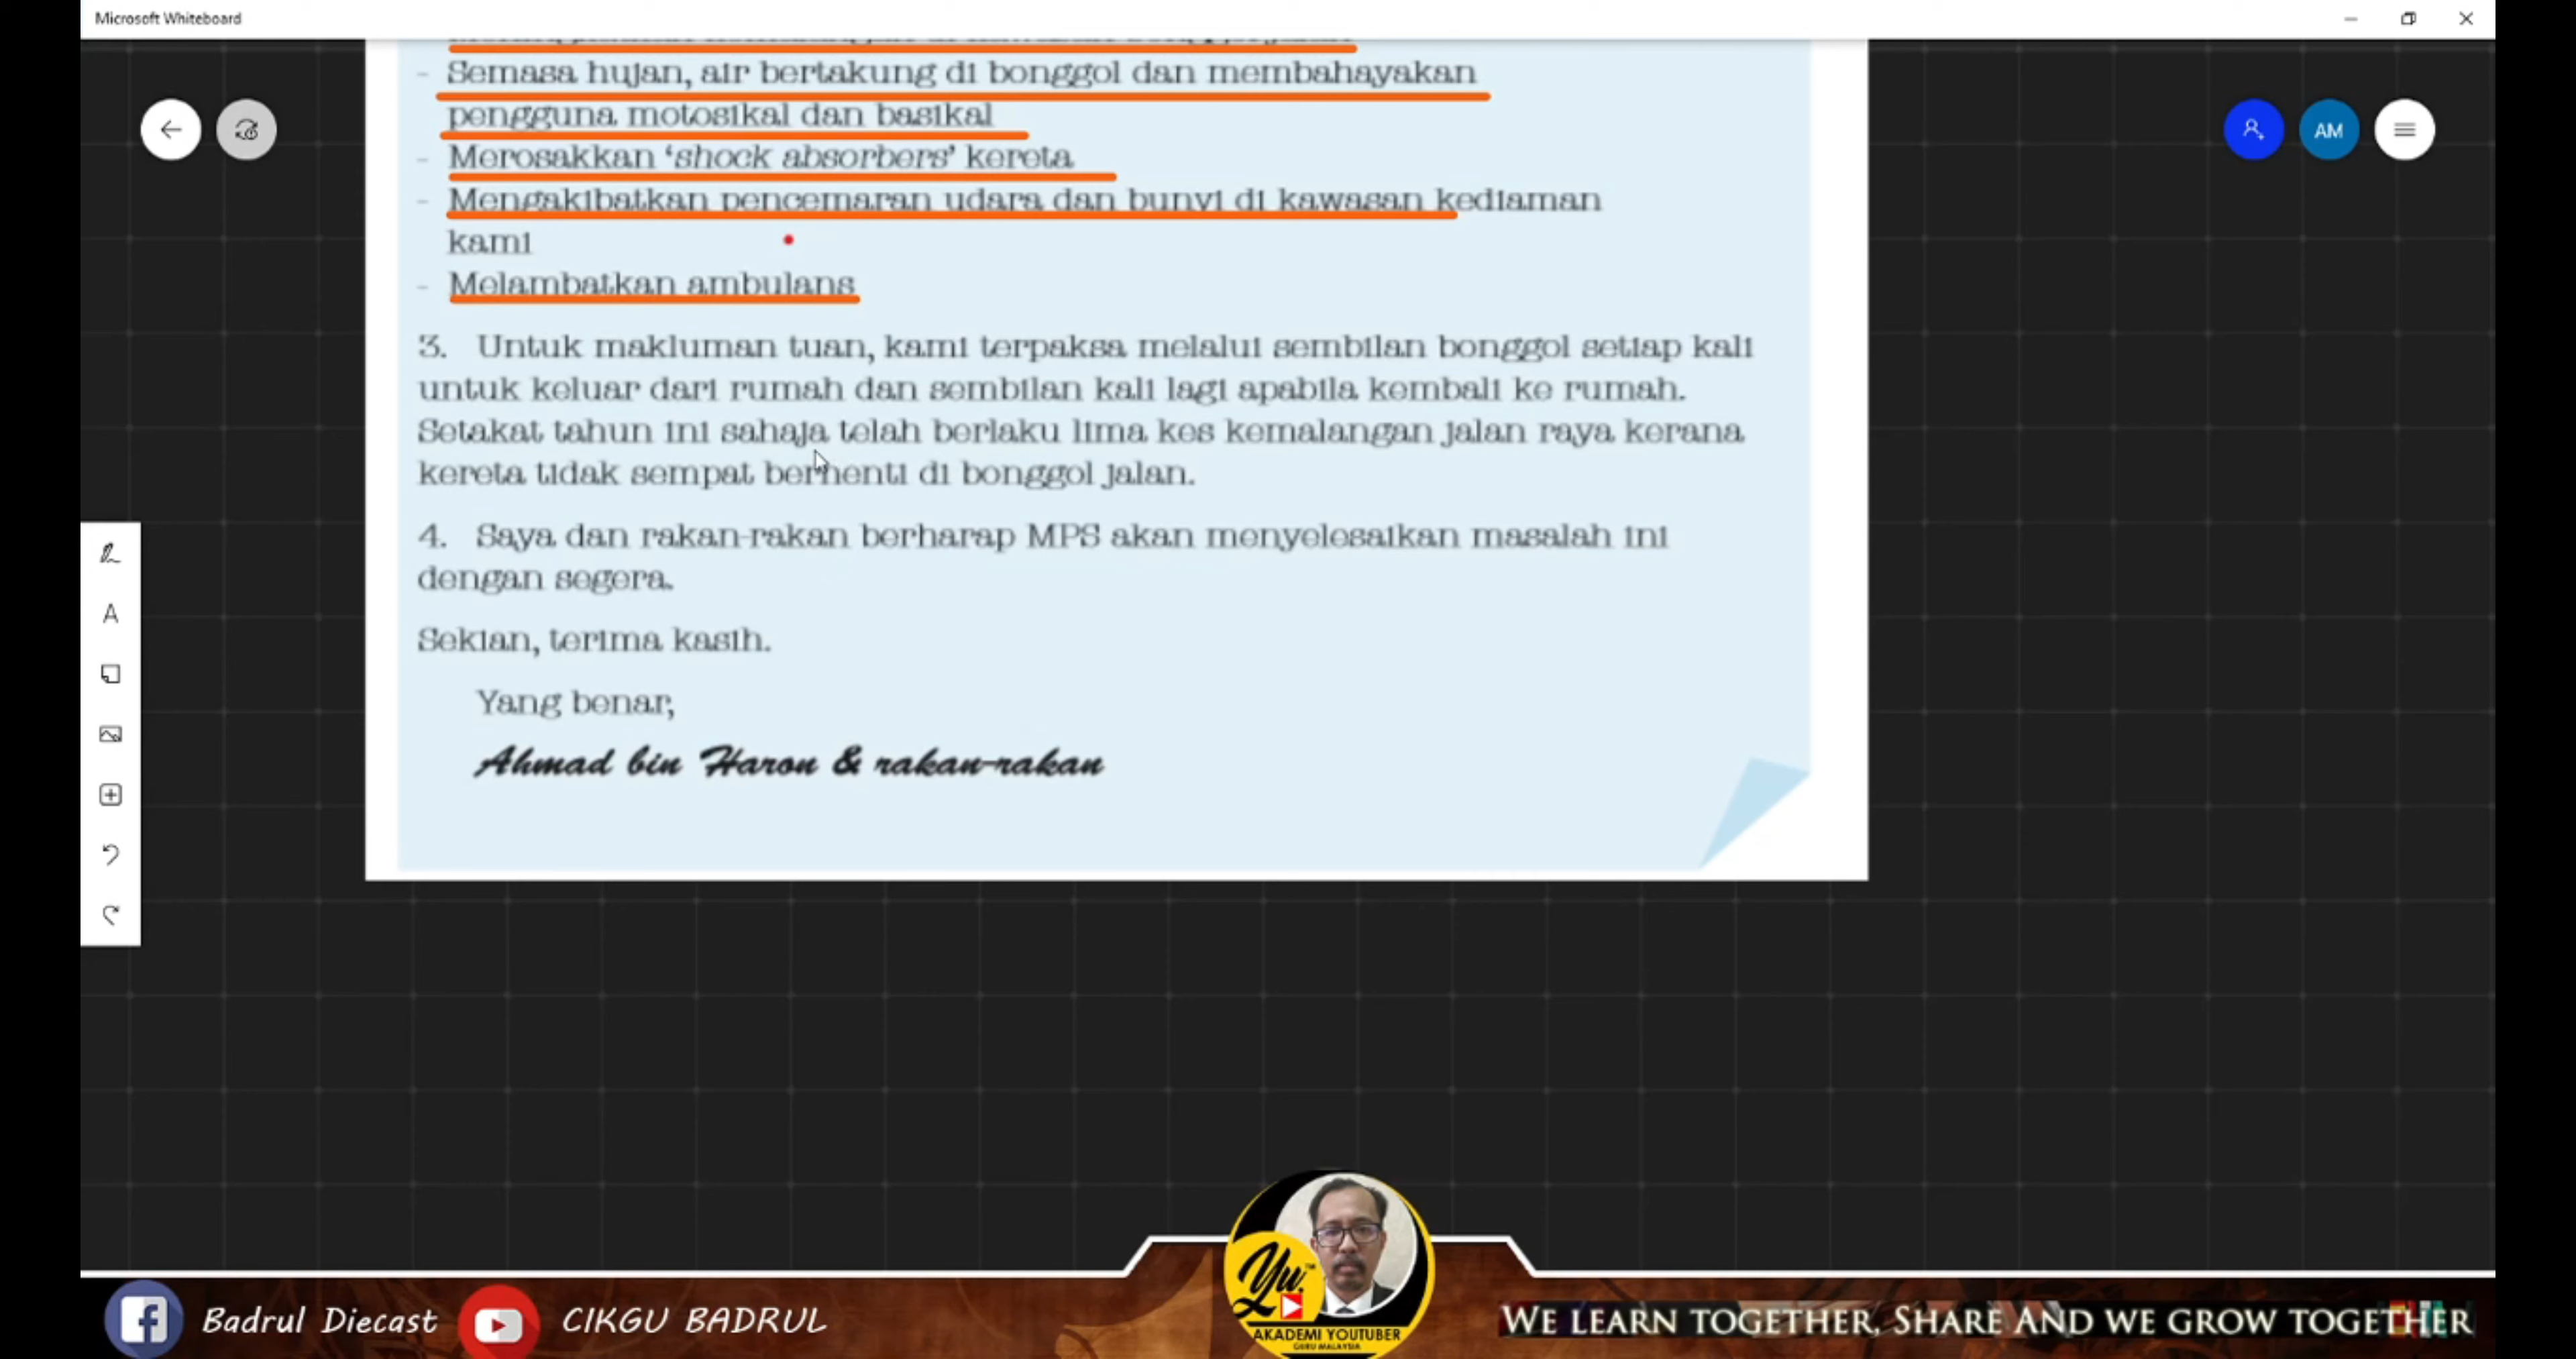 Microsoft Whiteboard
- Semasa hujan, air bertakung di bonggol dan membahayakan
pengguna motosikal dan basikal
- Merosakkan ‘shock absorbers’ kereta
- Mengakibatkan pencemaran udara dan bunyi di kawasan kediaman
kami
- Melambatkan ambulans
AM
3. Untuk makluman tuan, kami terpaksa melalui sembilan bonggol setiap kali
untuk keluar dari rumah dan sembilan kali lagi apabila kembali ke rumah.
Setakat tahun ini sahaja telah berlaku lima kes kemalangan jalan raya kerana
kereta tidak sempat berhenti di bonggol jalan.
4. Saya dan rakan-rakan berharap MPS akan menyelesaikan masalah ini
dengan segera.
Sekian, terima kasih.
Yang benar,
Ahmad bin Haron & rakan-rakan
Badrul Diecast
CIKGU BADRUL
Yu
AKADEMI YOUTUBER
GURU MALAYSIA
WE LEARN TOGETHER, SHARE AND WE GROW TOGETHER